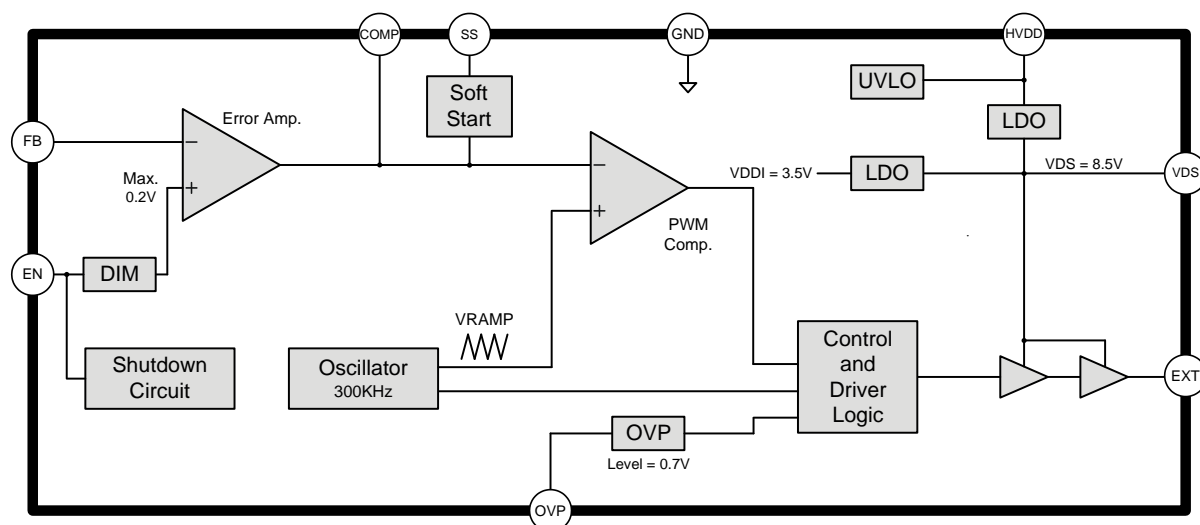 COMP
SS
GND
HVDD
UVLO
Soft
Start
LDO
Error Amp.
FB
−
−
Max.
0.2V
+
VDDI = 3.5V
LDO
VDS = 8.5V
VDS
+
PWM
Comp.
EN
DIM
VRAMP
Shutdown
Circuit
Oscillator
300KHz
Control
and
Driver
Logic
EXT
OVP
Level = 0.7V
OVP